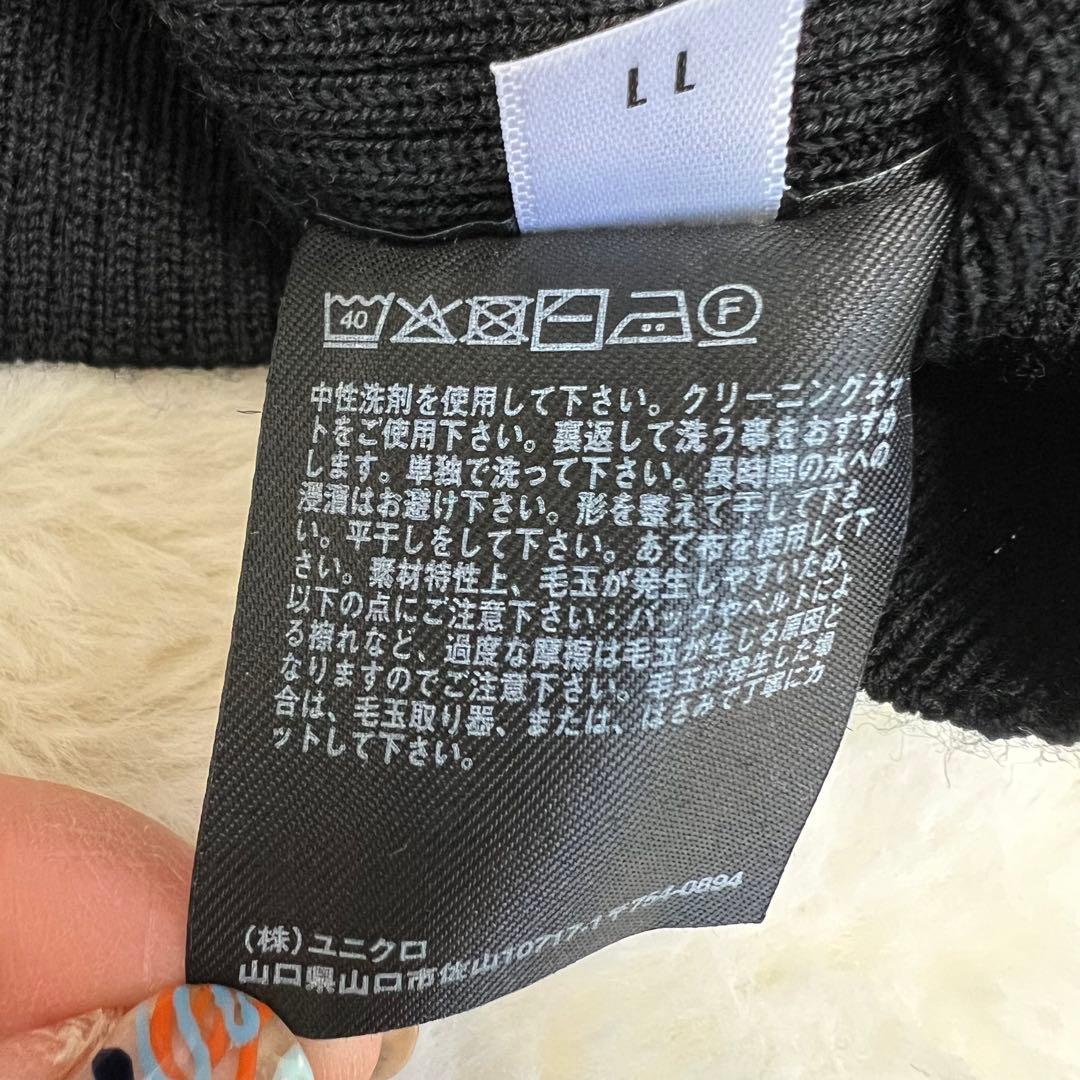 LL
40
F
中性洗剤を使用して下さい。クリーニングネッ
トをご使用下さい。裏返して洗う事をおすすめ
します。単独で洗って下さい。長時間の水への
浸漬はお避け下さい。形を整えて干して下さ
い。平干しをして下さい。あて布を使用して下
さい。素材特性上、毛玉が発生しやすいため、
以下の点にご注意下さい：バッグやベルトによ
る擦れなど、過度な摩擦は毛玉が生じる原因と
なりますのでご注意下さい。毛玉が発生した場
合は、毛玉取り器、または、はさみで丁寧にカ
ットして下さい。
(株)ユニクロ
山口県山口市佐山10717-1 〒754-0894